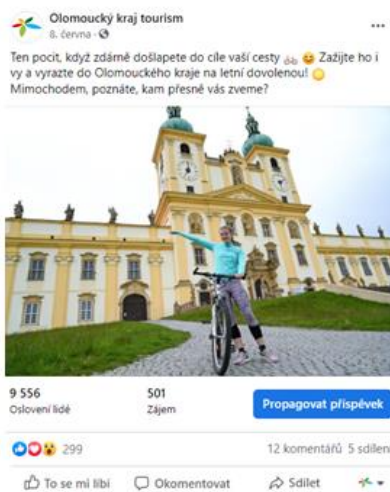 Olomoucký kraj tourism
8. června ·
Ten pocit, když zdárně došlapete do cíle vaší cesty 🚲 😀 Zažijte ho i
vy a vyrazte do Olomouckého kraje na letní dovolenou! 🌞
Mimochodem, poznáte, kam přesně vás zveme?
9 556
Oslovení lidé
501
Zájem
Propagovat příspěvek
299
12 komentářů 5 sdílení
To se mi líbí
Okomentovat
Sdílet